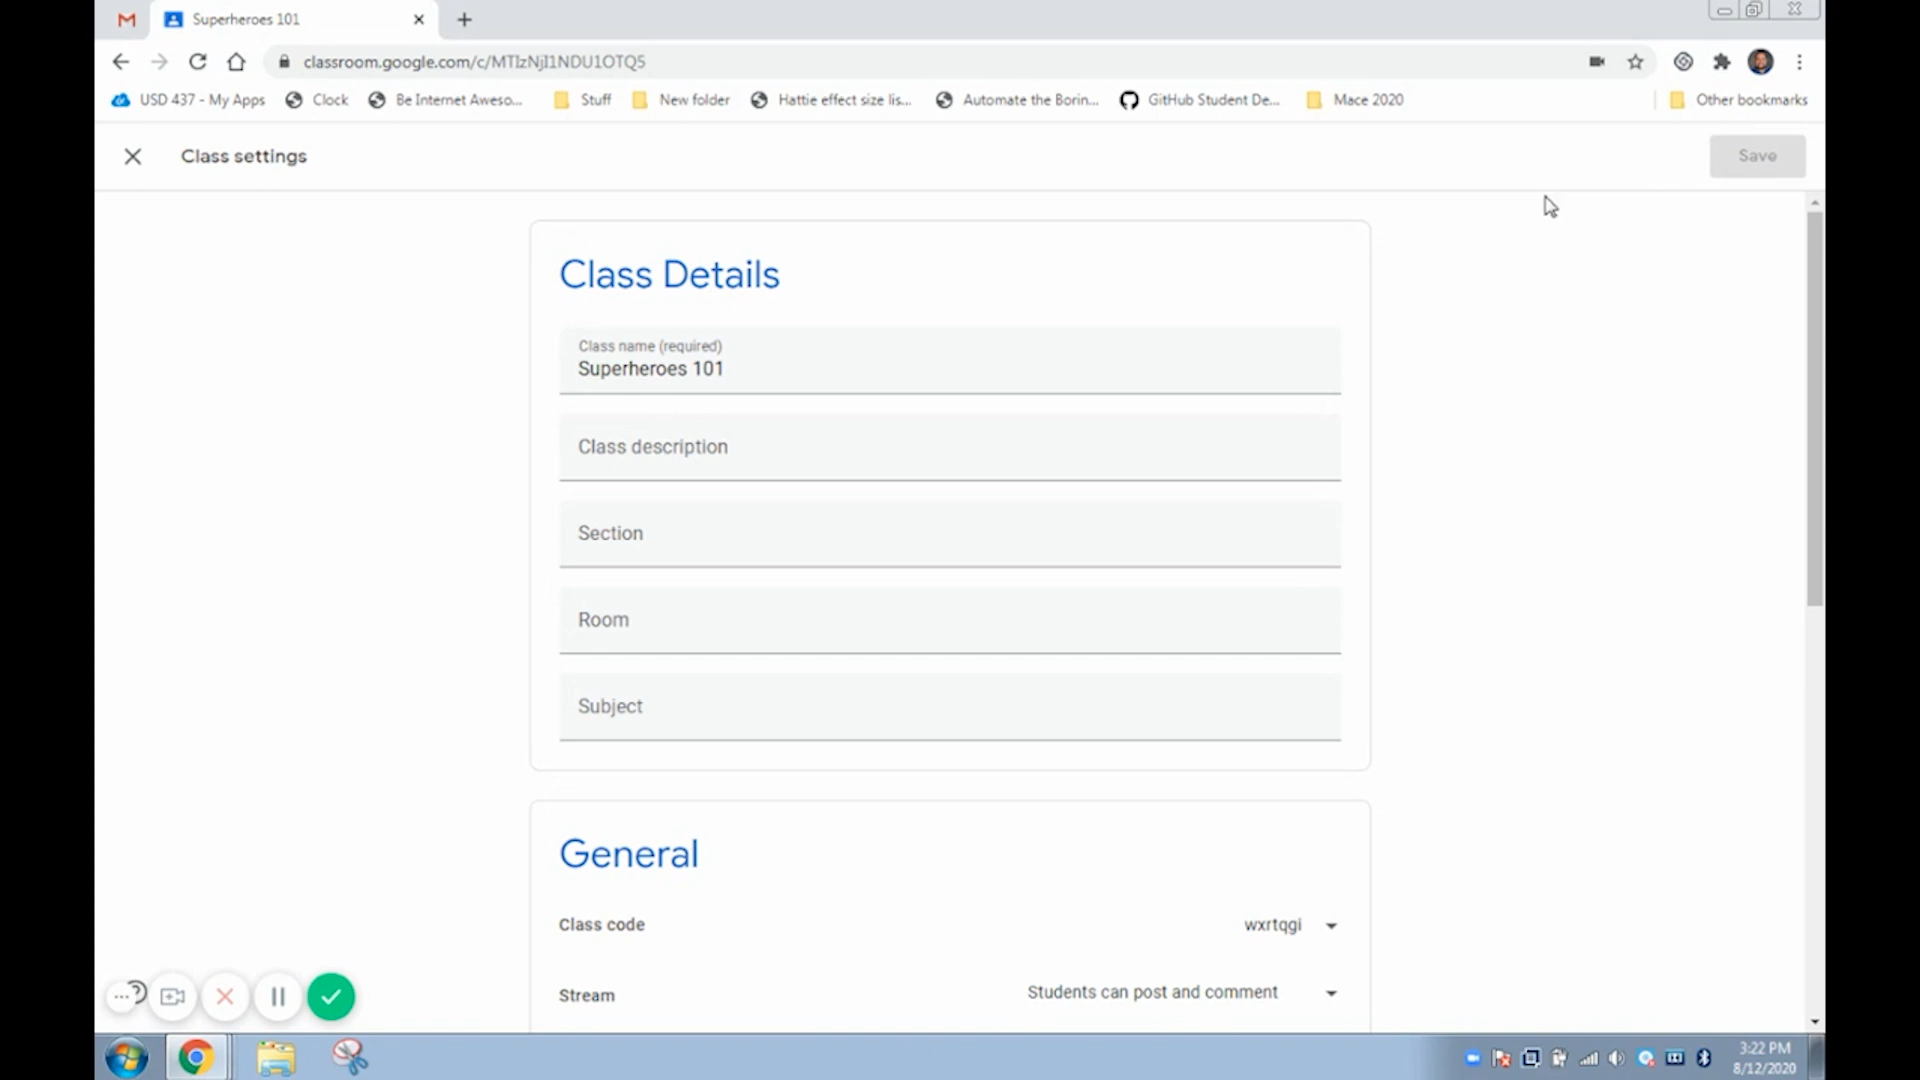 Superheroes 101
classroom.google.com/c/MTIzNjI1NDU1OTQ5
USD 437 - My Apps
Clock
Be Internet Aweso...
Stuff
New folder
Hattie effect size lis...
Automate the Borin...
GitHub Student De...
Mace 2020
Other bookmarks
Class settings
Save
Class Details
Class name (required)
Superheroes 101
Class description
Section
Room
Subject
General
Class code
wxrtqgi
Stream
Students can post and comment
3:22 PM
8/12/2020